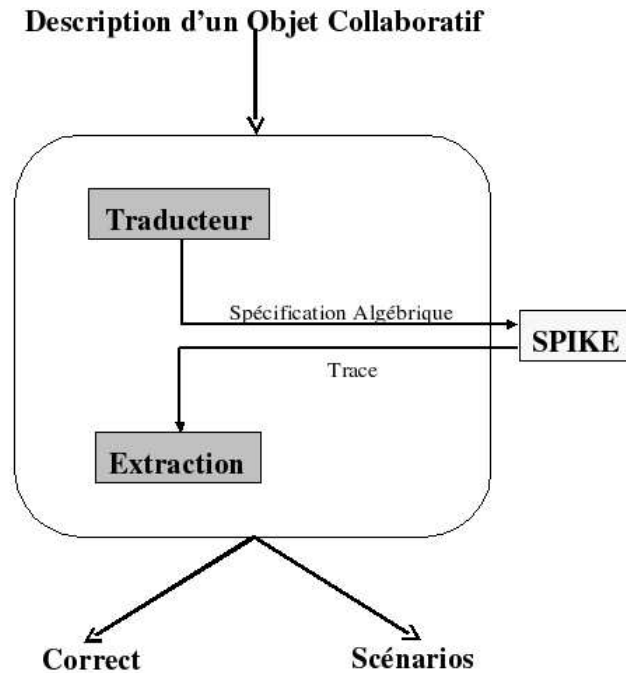 Description d'un Objet Collaboratif
Traducteur
Spécification Algébrique
SPIKE
Trace
Extraction
Correct
Scénarios